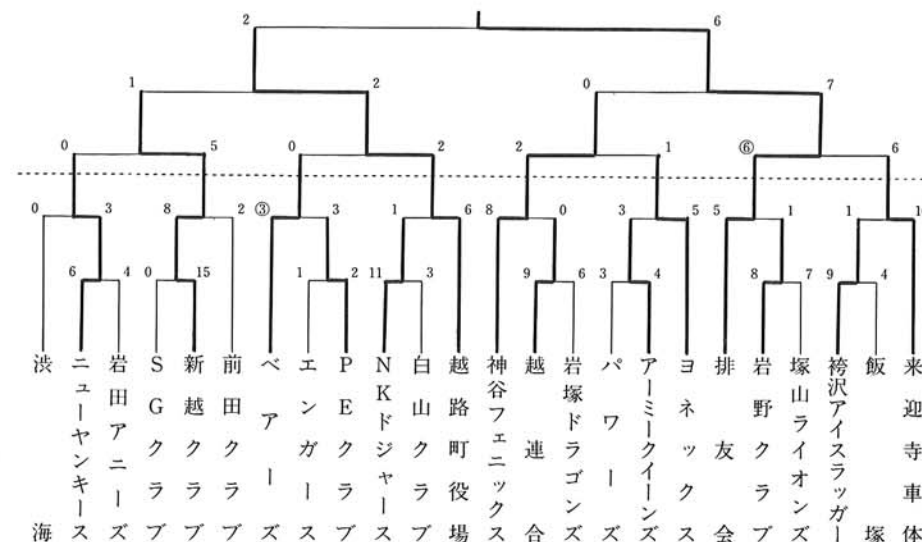 2 6
1 2 0 7
0 5 0 2 2 1 ⑥ 6
0 3 8 2 ③ 3 1 6 8 0 3 5 5 1 1 1
6 4 0 15 1 2 11 3 9 6 3 4 8 7 9 4
渋海
ニューヤンキース
岩田アニーズ
SGクラブ
新越クラブ
前田クラブ
ベアーズ
エンガース
PEクラブ
NKドジャース
白山クラブ
越路町役場
神谷フェニックス
越連合
岩塚ドラゴンズ
パワーズ
アーミークイーンズ
ヨネックス
排友会
岩野クラブ
塚山ライオンズ
袴沢アイスラッガー
飯塚
来迎寺車体